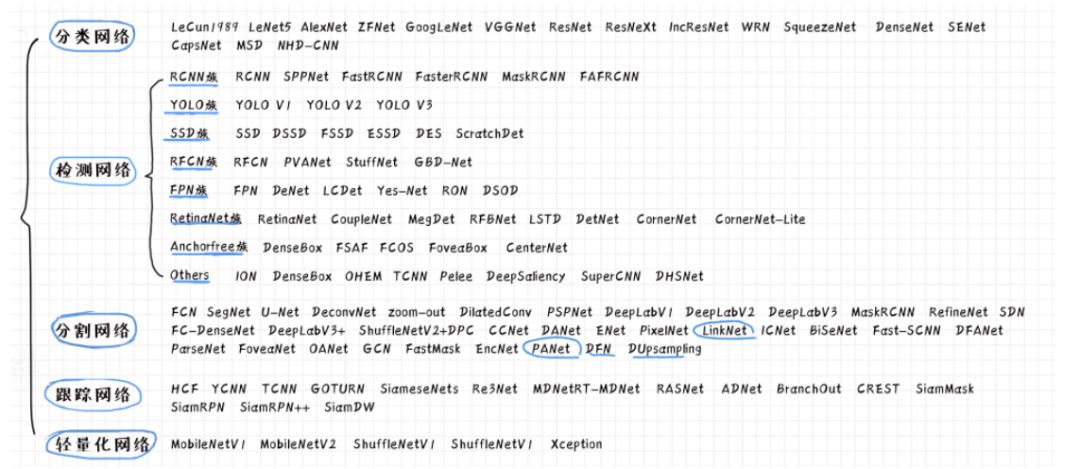 分类网络
LeCun1989 LeNet5 AlexNet ZFNet GoogLeNet VGGNet ResNet ResNeXt IncResNet WRN SqueezeNet DenseNet SENet
CapsNet MSD NHD-CNN
检测网络
RCNN族 RCNN SPPNet FastRCNN FasterRCNN MaskRCNN FAFRCNN
YOLO族 YOLO V1 YOLO V2 YOLO V3
SSD族 SSD DSSD FSSD ESSD DES ScratchDet
RFCN族 RFCN PVANet StuffNet GBD-Net
FPN族 FPN DeNet LCDet Yes-Net RON DSOD
RetinaNet族 RetinaNet CoupleNet MegDet RFBNet LSTD DetNet CornerNet CornerNet-Lite
Anchorfree族 DenseBox FSAF FCOS FoveaBox CenterNet
Others ION DenseBox OHEM TCNN Pelee DeepSaliency SuperCNN DHSNet
分割网络
FCN SegNet U-Net DeconvNet zoom-out DilatedConv PSPNet DeepLabV1 DeepLabV2 DeepLabV3 MaskRCNN RefineNet SDN
FC-DenseNet DeepLabV3+ ShuffleNetV2+DPC CCNet DANet ENet PixelNet LinkNet ICNet BiSeNet Fast-SCNN DFANet
ParseNet FoveaNet OANet GCN FastMask EncNet PANet DFN DUpsampling
跟踪网络
HCF YCNN TCNN GOTURN SiameseNets Re3Net MDNetRT-MDNet RASNet ADNet BranchOut CREST SiamMask
SiamRPN SiamRPN++ SiamDW
轻量化网络
MobileNetV1 MobileNetV2 ShuffleNetV1 ShuffleNetV1 Xception